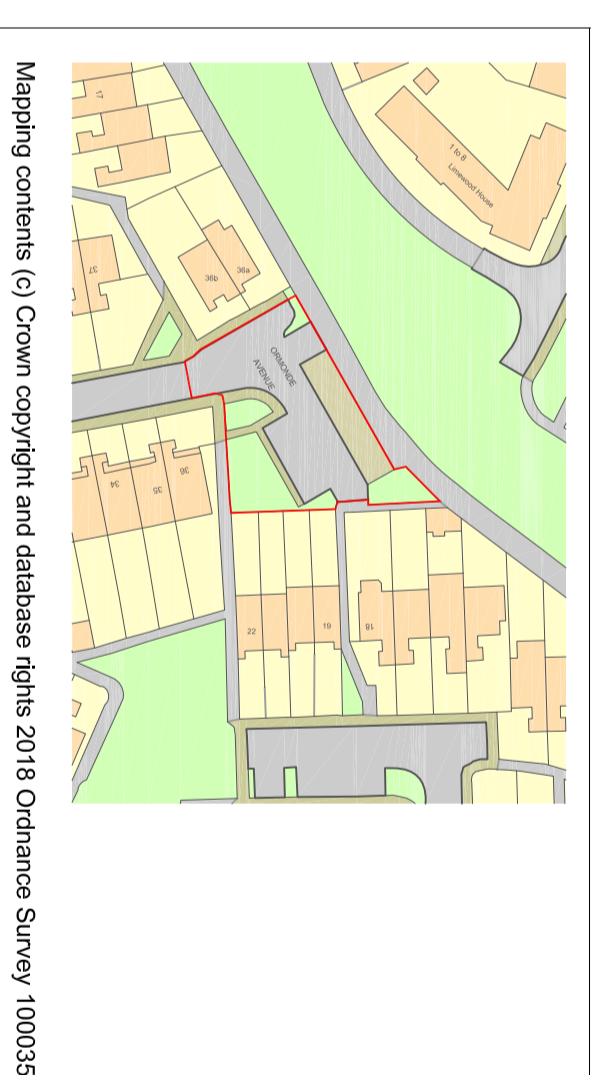 17
1 to 8
Limewood House
36a
36b
37
ORMONDE
AVENUE
34
35
36
22
19
18
Mapping contents (c) Crown copyright and database rights 2018 Ordnance Survey 100035